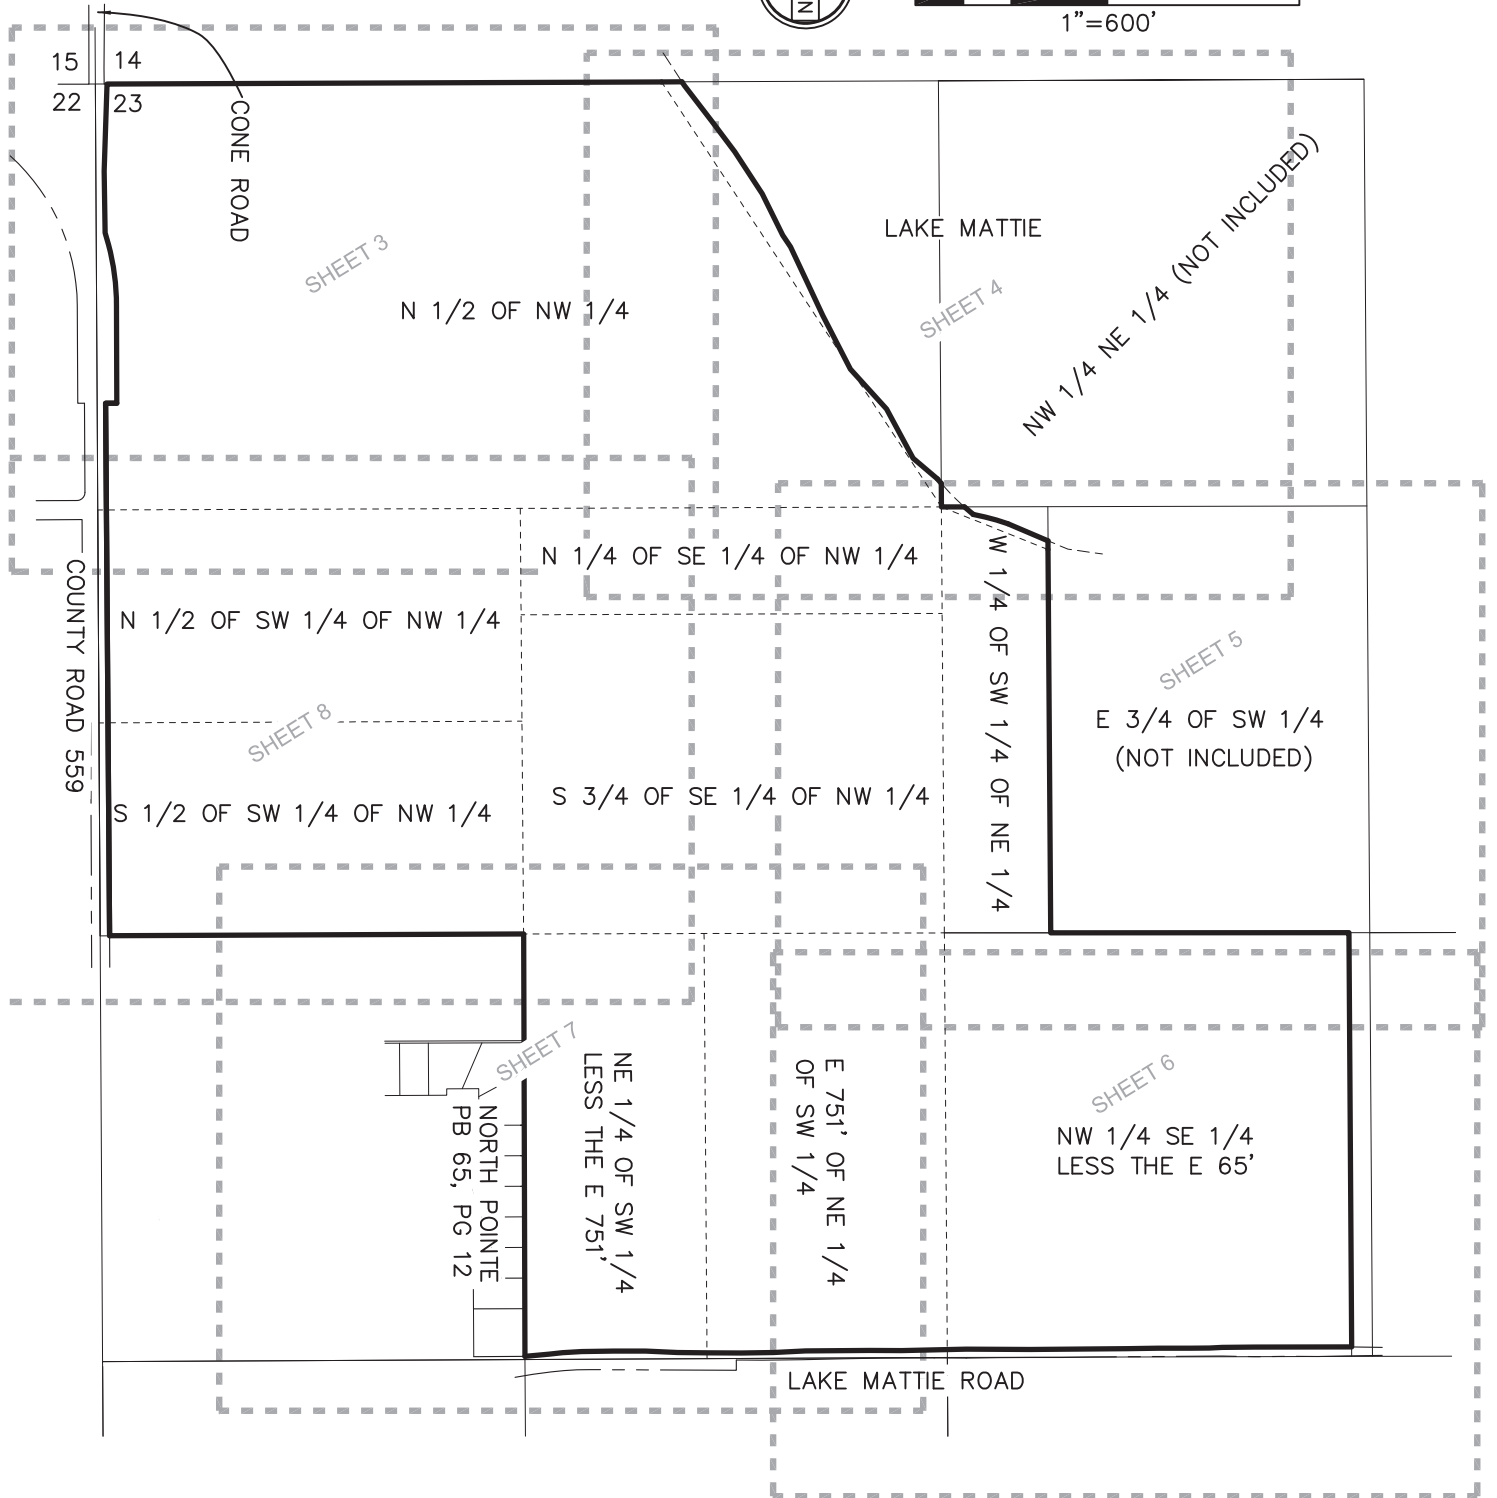 N
1"=600'
15
14
22
23
CONE ROAD
SHEET 3
N 1/2 OF NW 1/4
LAKE MATTIE
SHEET 4
NW 1/4 NE 1/4 (NOT INCLUDED)
N 1/4 OF SE 1/4 OF NW 1/4
N 1/2 OF SW 1/4 OF NW 1/4
COUNTY ROAD 559
SHEET 8
S 1/2 OF SW 1/4 OF NW 1/4
S 3/4 OF SE 1/4 OF NW 1/4
W 1/4 OF SW 1/4 OF NE 1/4
SHEET 5
E 3/4 OF SW 1/4
(NOT INCLUDED)
SHEET 7
NORTH POINTE
PB 65, PG 12
NE 1/4 OF SW 1/4
LESS THE E 751'
E 751' OF NE 1/4
OF SW 1/4
SHEET 6
NW 1/4 SE 1/4
LESS THE E 65'
LAKE MATTIE ROAD